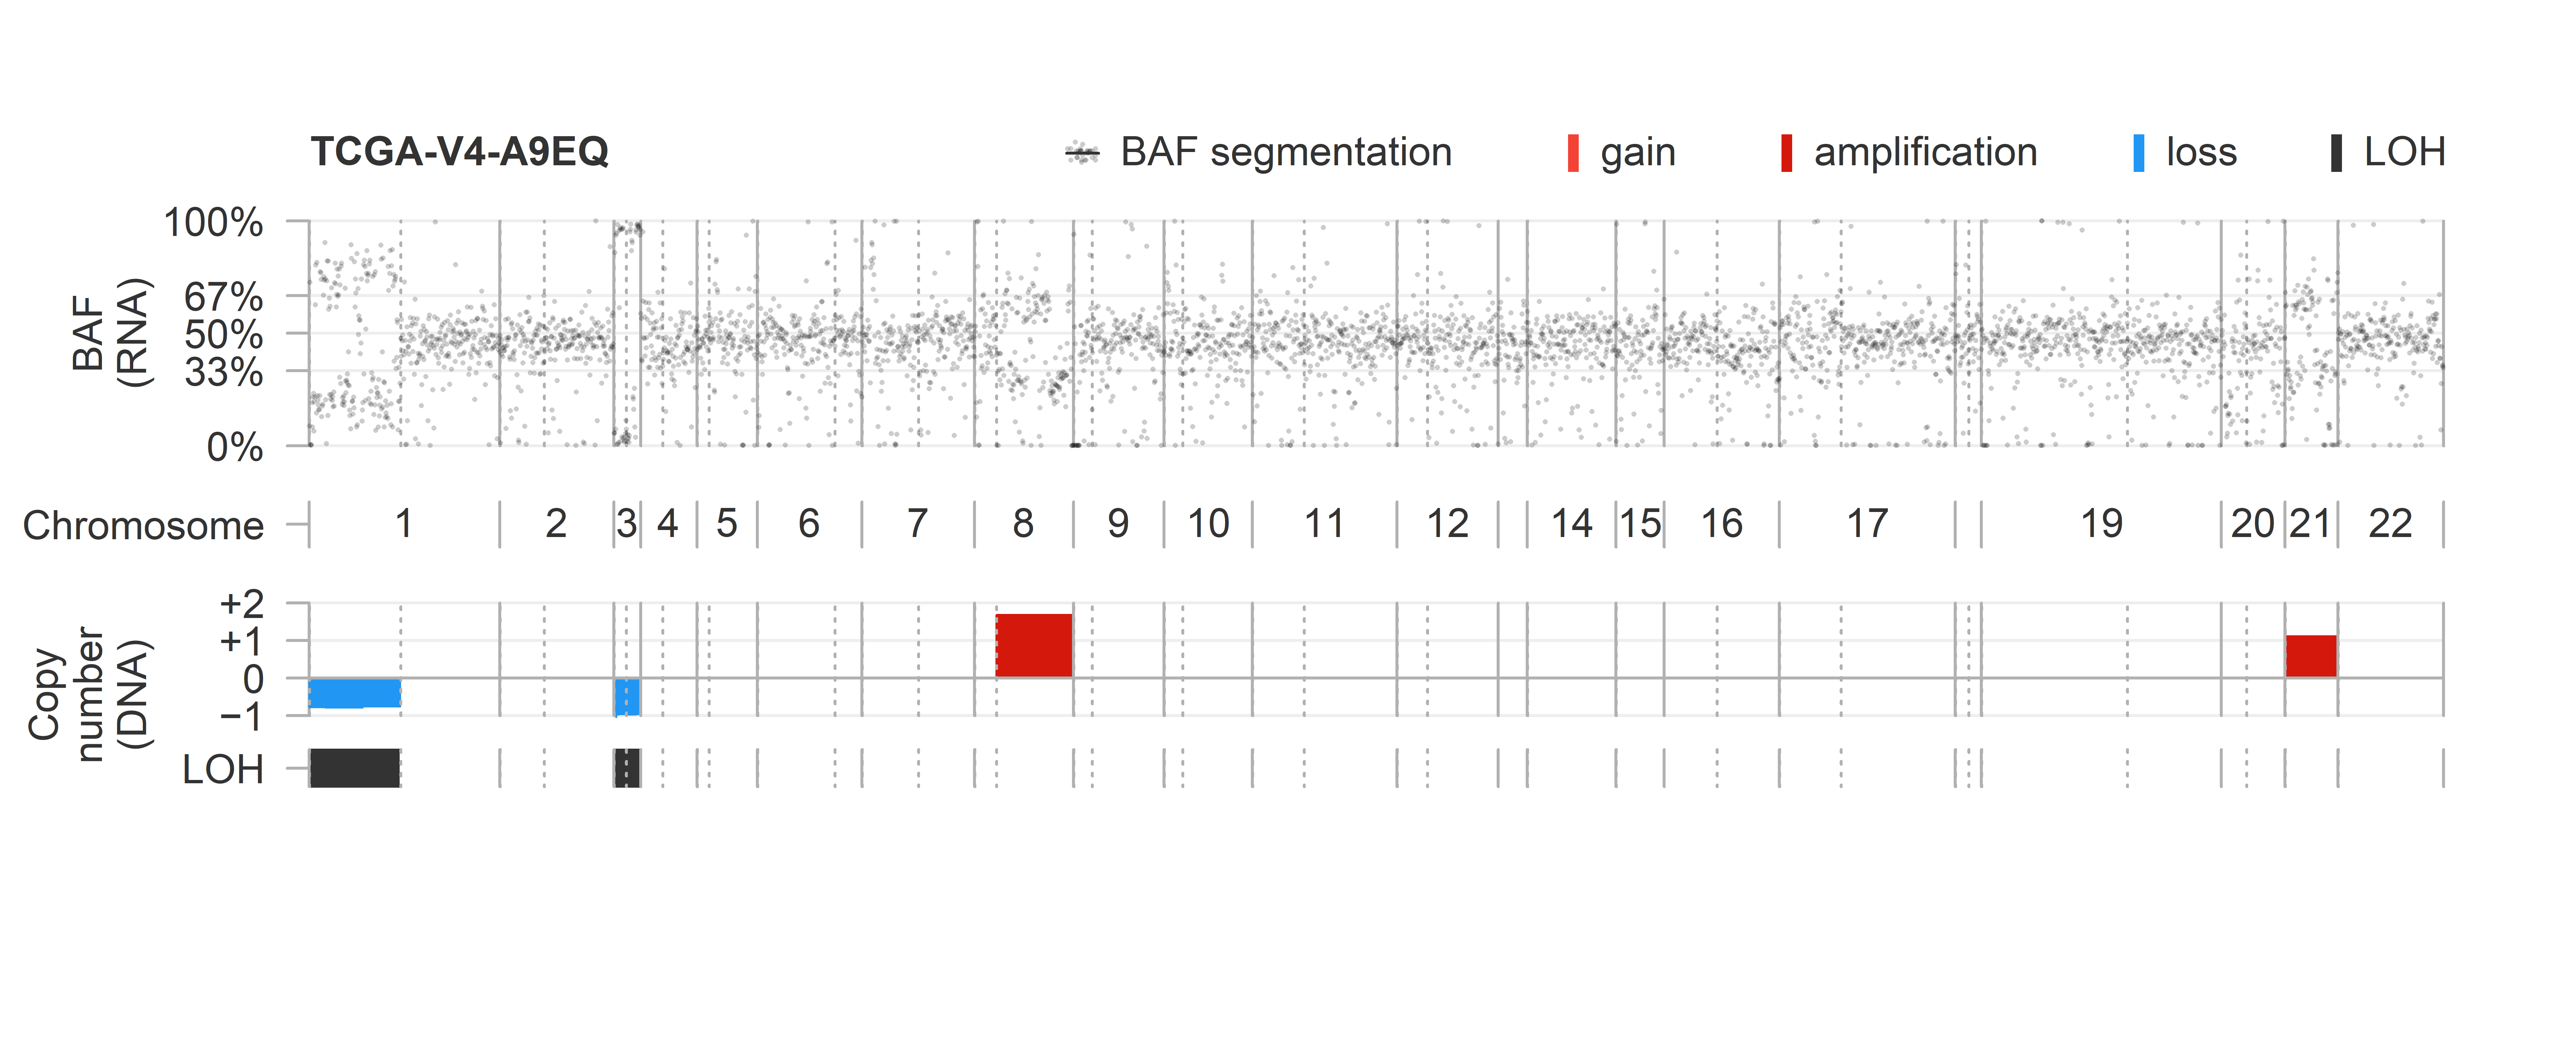 TCGA-V4-A9EQ BAF segmentation gain amplification loss LOH
BAF
(RNA)
100%
67%
50%
33%
0%
Chromosome 1 2 3 4 5 6 7 8 9 10 11 12 14 15 16 17 19 20 21 22
Copy
number
(DNA)
+2
+1
0
−1
LOH